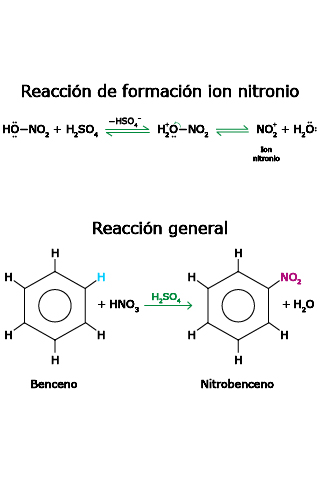 Reacción de formación ion nitronio
−HSO₄⁻
HÖ−NO₂ + H₂SO₄ H₂Ö⁺−NO₂ NO₂⁺ + H₂Ö:
Ion
nitronio
Reacción general
H H
H H H NO₂
+ HNO₃ H₂SO₄ + H₂O
H H H H
H H
Benceno Nitrobenceno